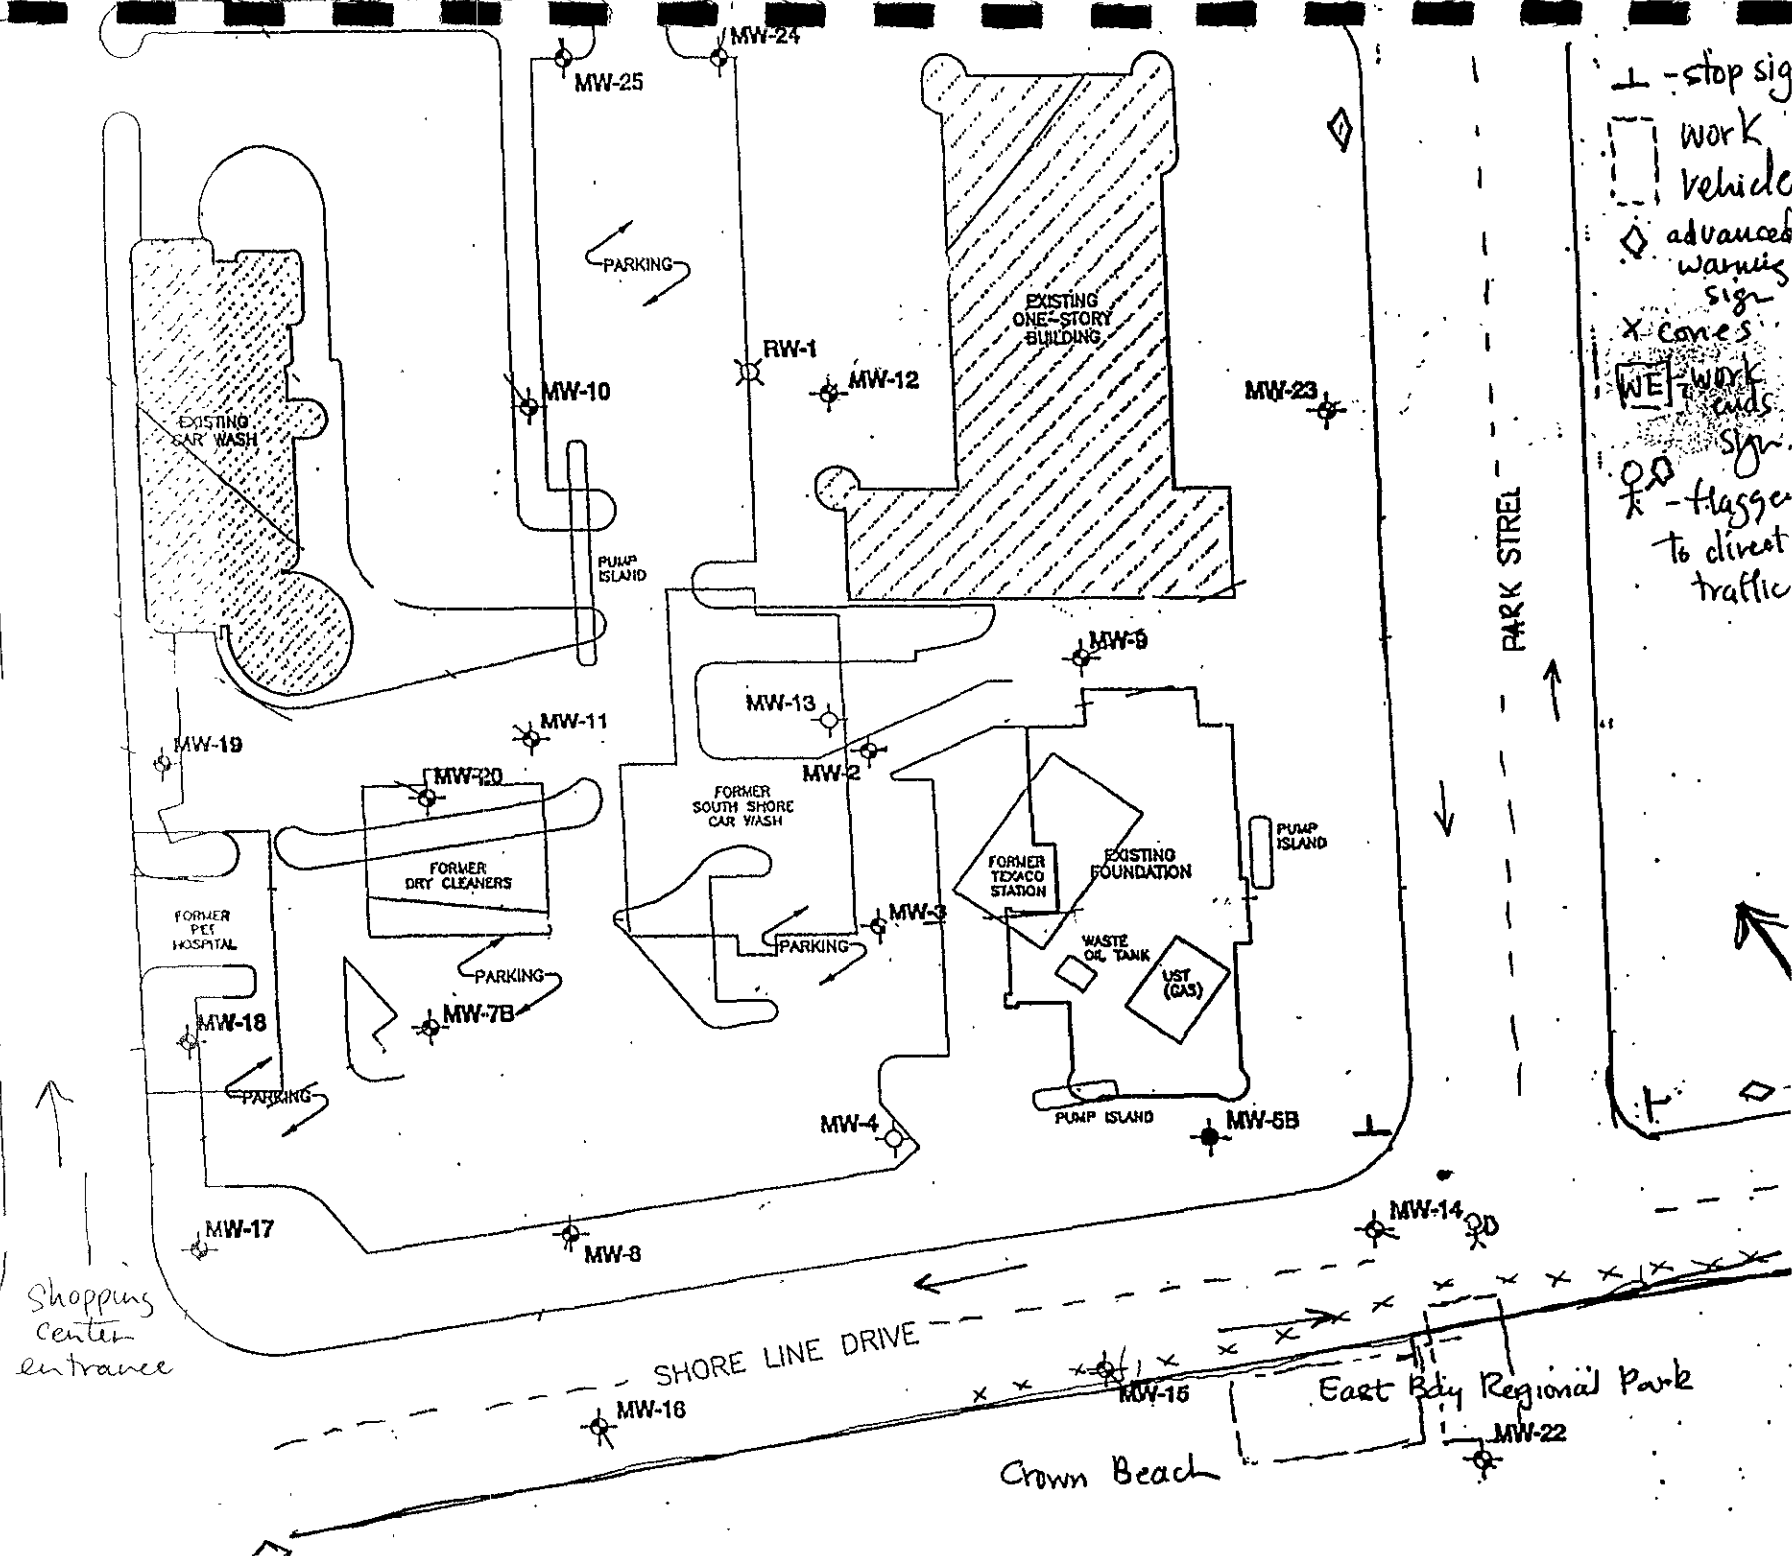 MW-24
MW-25
- stop sig
work
vehicle
advanced
warning
sign
x cones
WE - work
ends
sign.
- flagger
to direct
traffic
PARKING
EXISTING
ONE-STORY
BUILDING
RW-1
MW-12
MW-10
MW-23
EXISTING
CAR WASH
PUMP
ISLAND
PARK STREE
MW-9
MW-13
MW-11
MW-19
MW-2
MW-20
FORMER
SOUTH SHORE
CAR WASH
PUMP
ISLAND
FORMER
DRY CLEANERS
FORMER
TEXACO
STATION
EXISTING
FOUNDATION
FORMER
PET
HOSPITAL
MW-3
PARKING
WASTE
OIL TANK
UST
(GAS)
PARKING
MW-7B
MW-18
PARKING
MW-4
PUMP ISLAND
MW-5B
MW-14
MW-17
MW-8
Shopping
center
entrance
SHORE LINE DRIVE
MW-15
East Bay Regional Park
MW-16
MW-22
Crown Beach